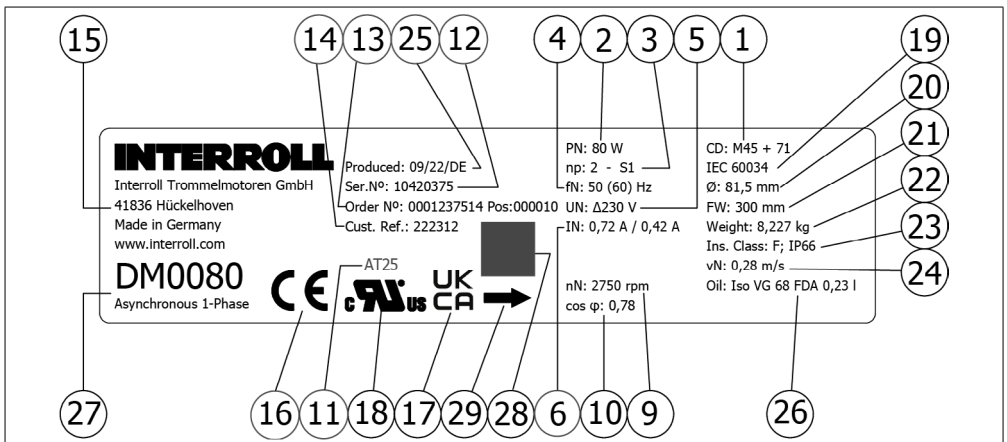 15
14
13
25
12
4
2
3
5
1
19
20
21
22
23
24
INTERROLL
Interroll Trommelmotoren GmbH
41836 Hückelhoven
Made in Germany
www.interroll.com
DM0080
Asynchronous 1-Phase
Produced: 09/22/DE
Ser.Nº: 10420375
Order Nº: 0001237514 Pos:000010
Cust. Ref.: 222312
AT25
CE
c RU US
UK
CA
PN: 80 W
np: 2 - S1
fN: 50 (60) Hz
UN: Δ230 V
IN: 0,72 A / 0,42 A
nN: 2750 rpm
cos φ: 0,78
CD: M45 + 71
IEC 60034
Ø: 81,5 mm
FW: 300 mm
Weight: 8,227 kg
Ins. Class: F; IP66
vN: 0,28 m/s
Oil: Iso VG 68 FDA 0,23 l
27
16
11
18
17
29
28
6
10
9
26